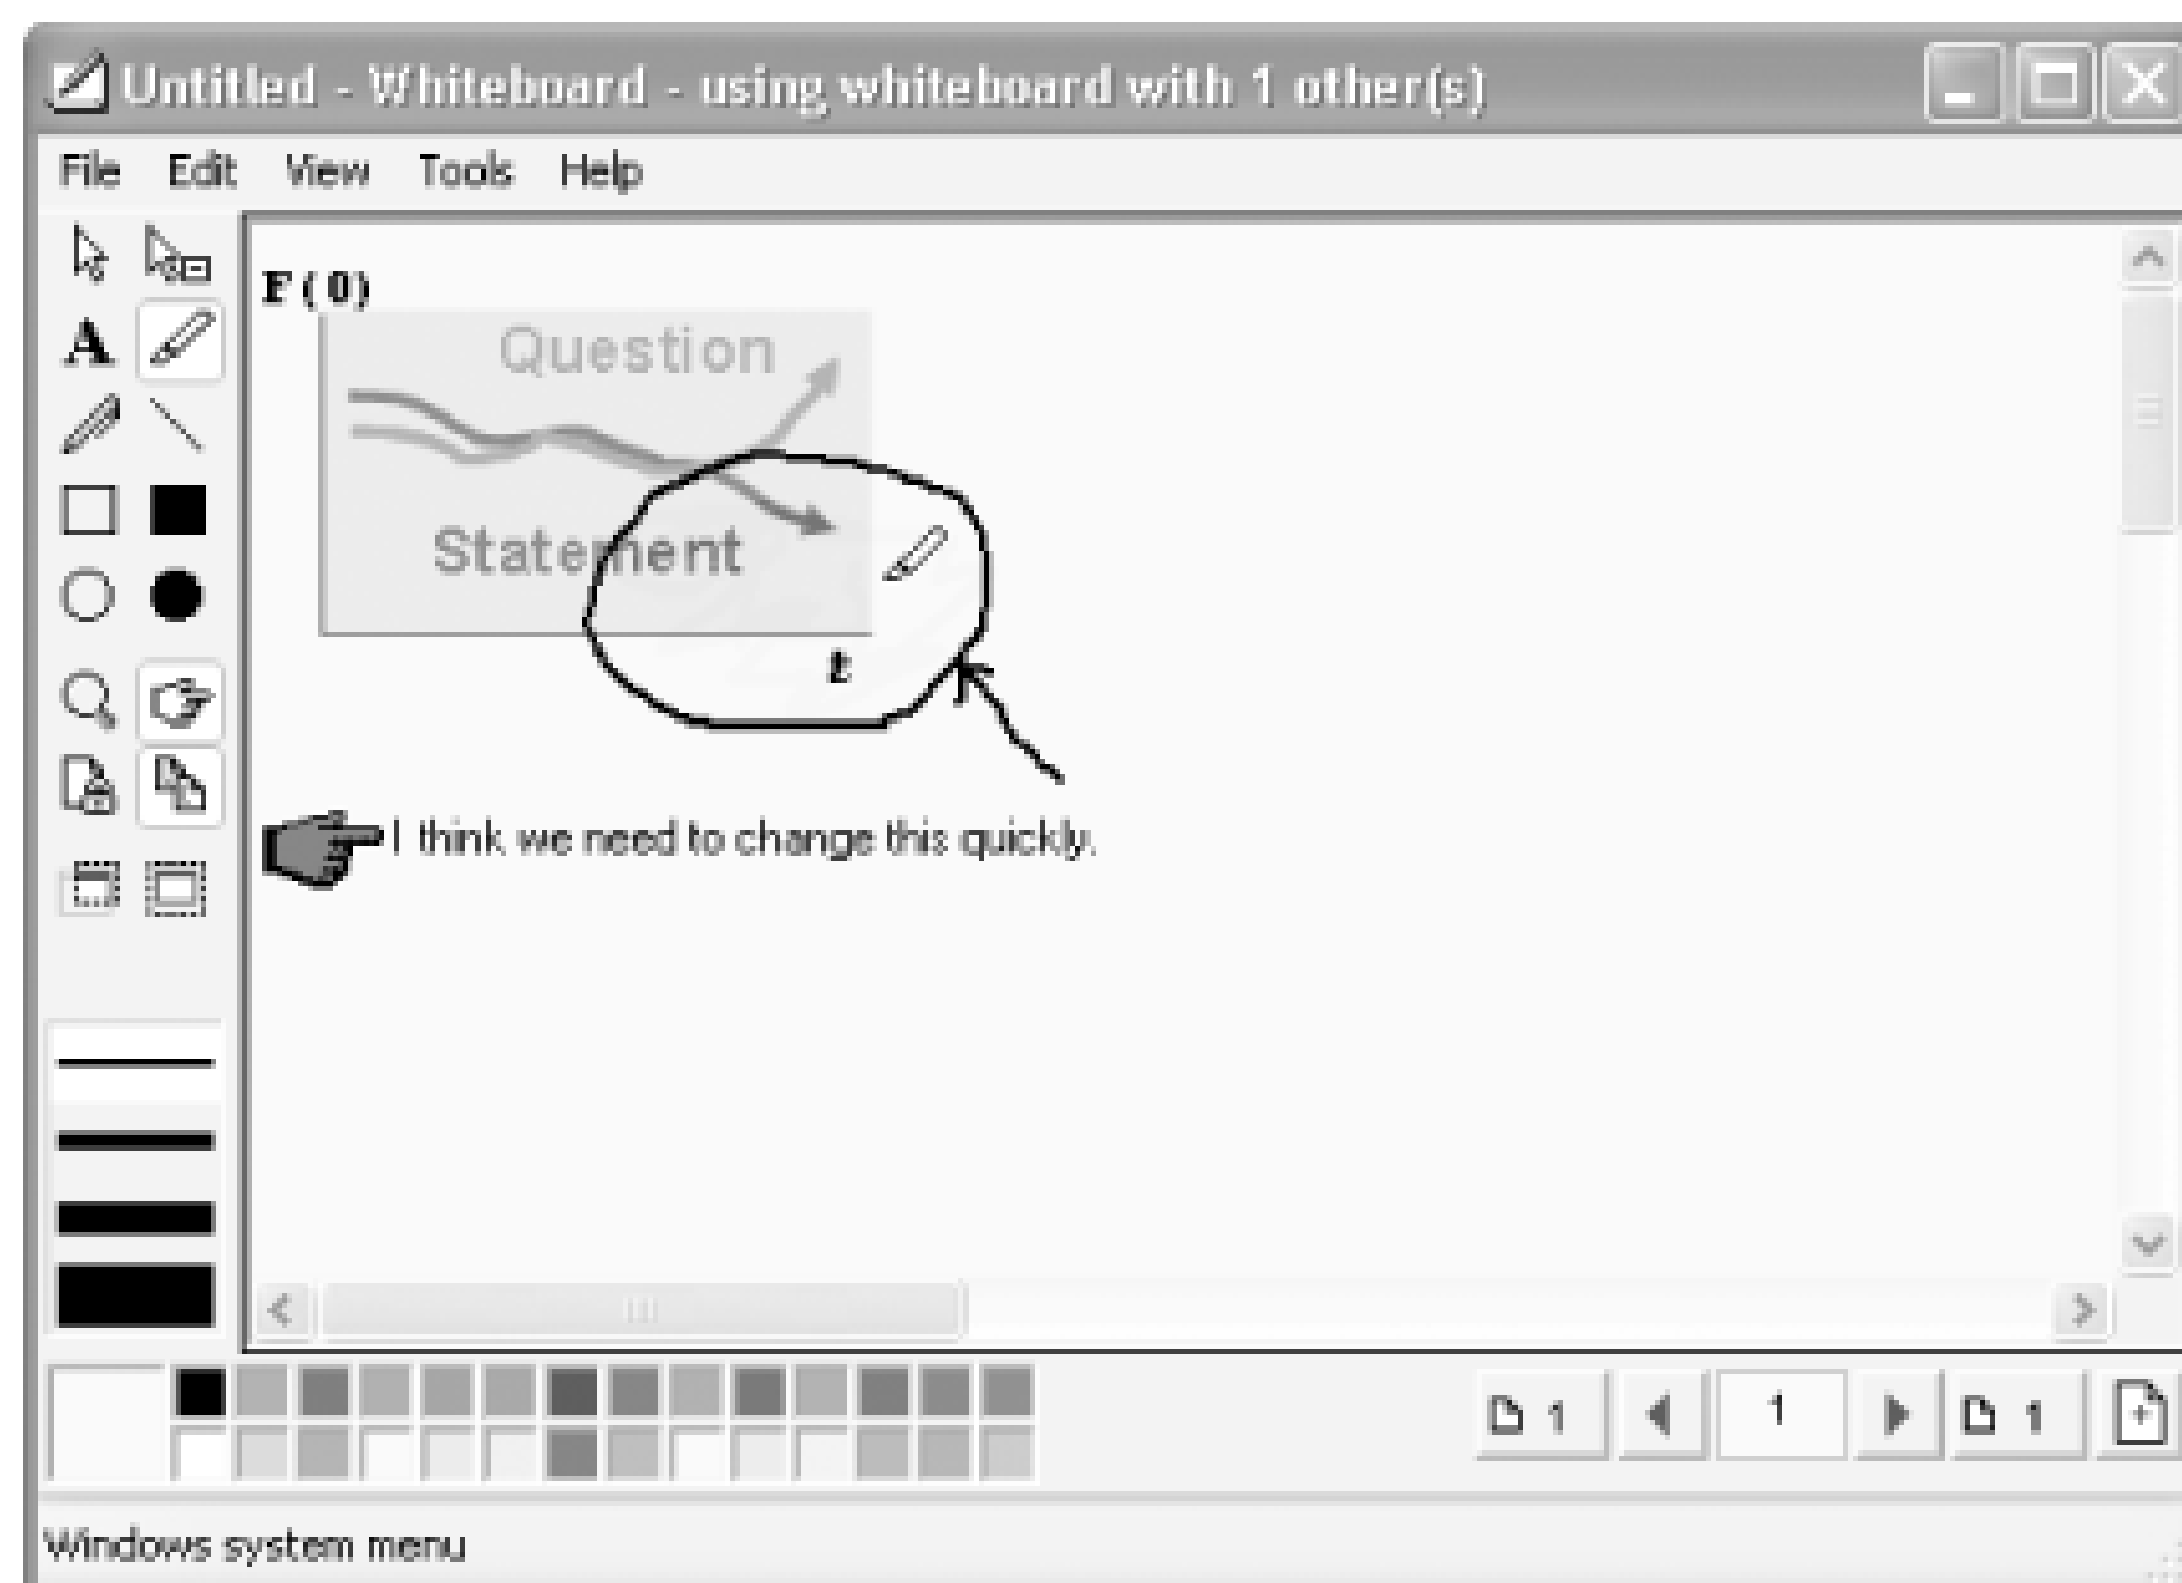 Untitled - Whiteboard - using whiteboard with 1 other(s)
File Edit View Tools Help
A
F(0)
Question
Statement
t
I think we need to change this quickly.
1 1 1
Windows system menu